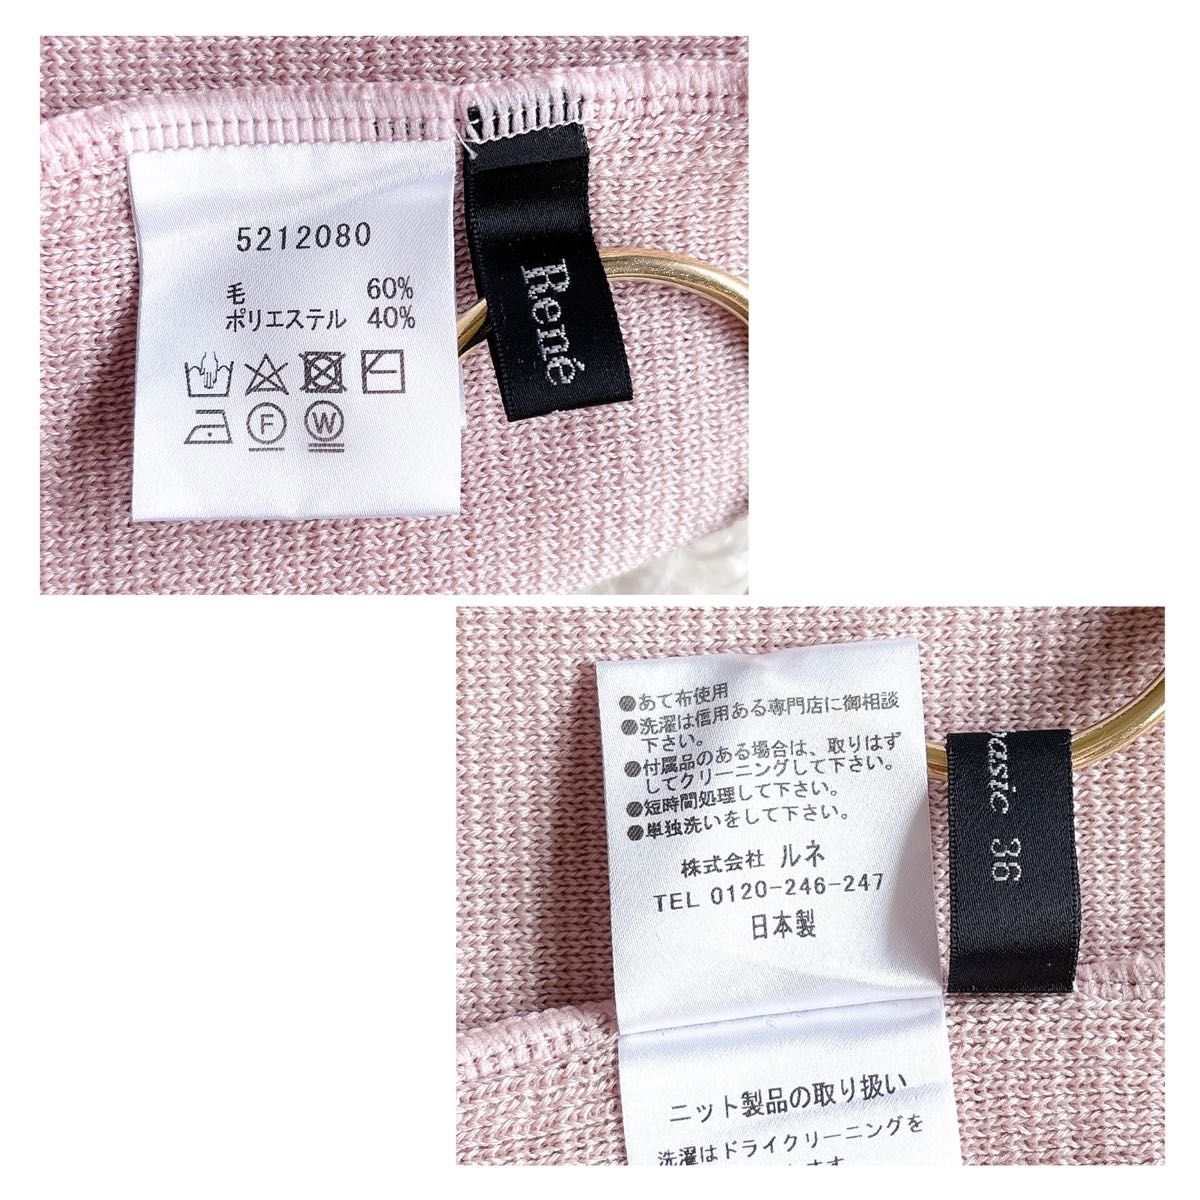 5212080
毛 60%
ポリエステル 40%
F
W
René
●あて布使用
●洗濯は信用ある専門店に御相談
下さい。
●付属品のある場合は、取りはず
してクリーニングして下さい。
●短時間処理して下さい。
●単独洗いをして下さい。
株式会社 ルネ
TEL 0120-246-247
日本製
basic 36
ニット製品の取り扱い
洗濯はドライクリーニングを